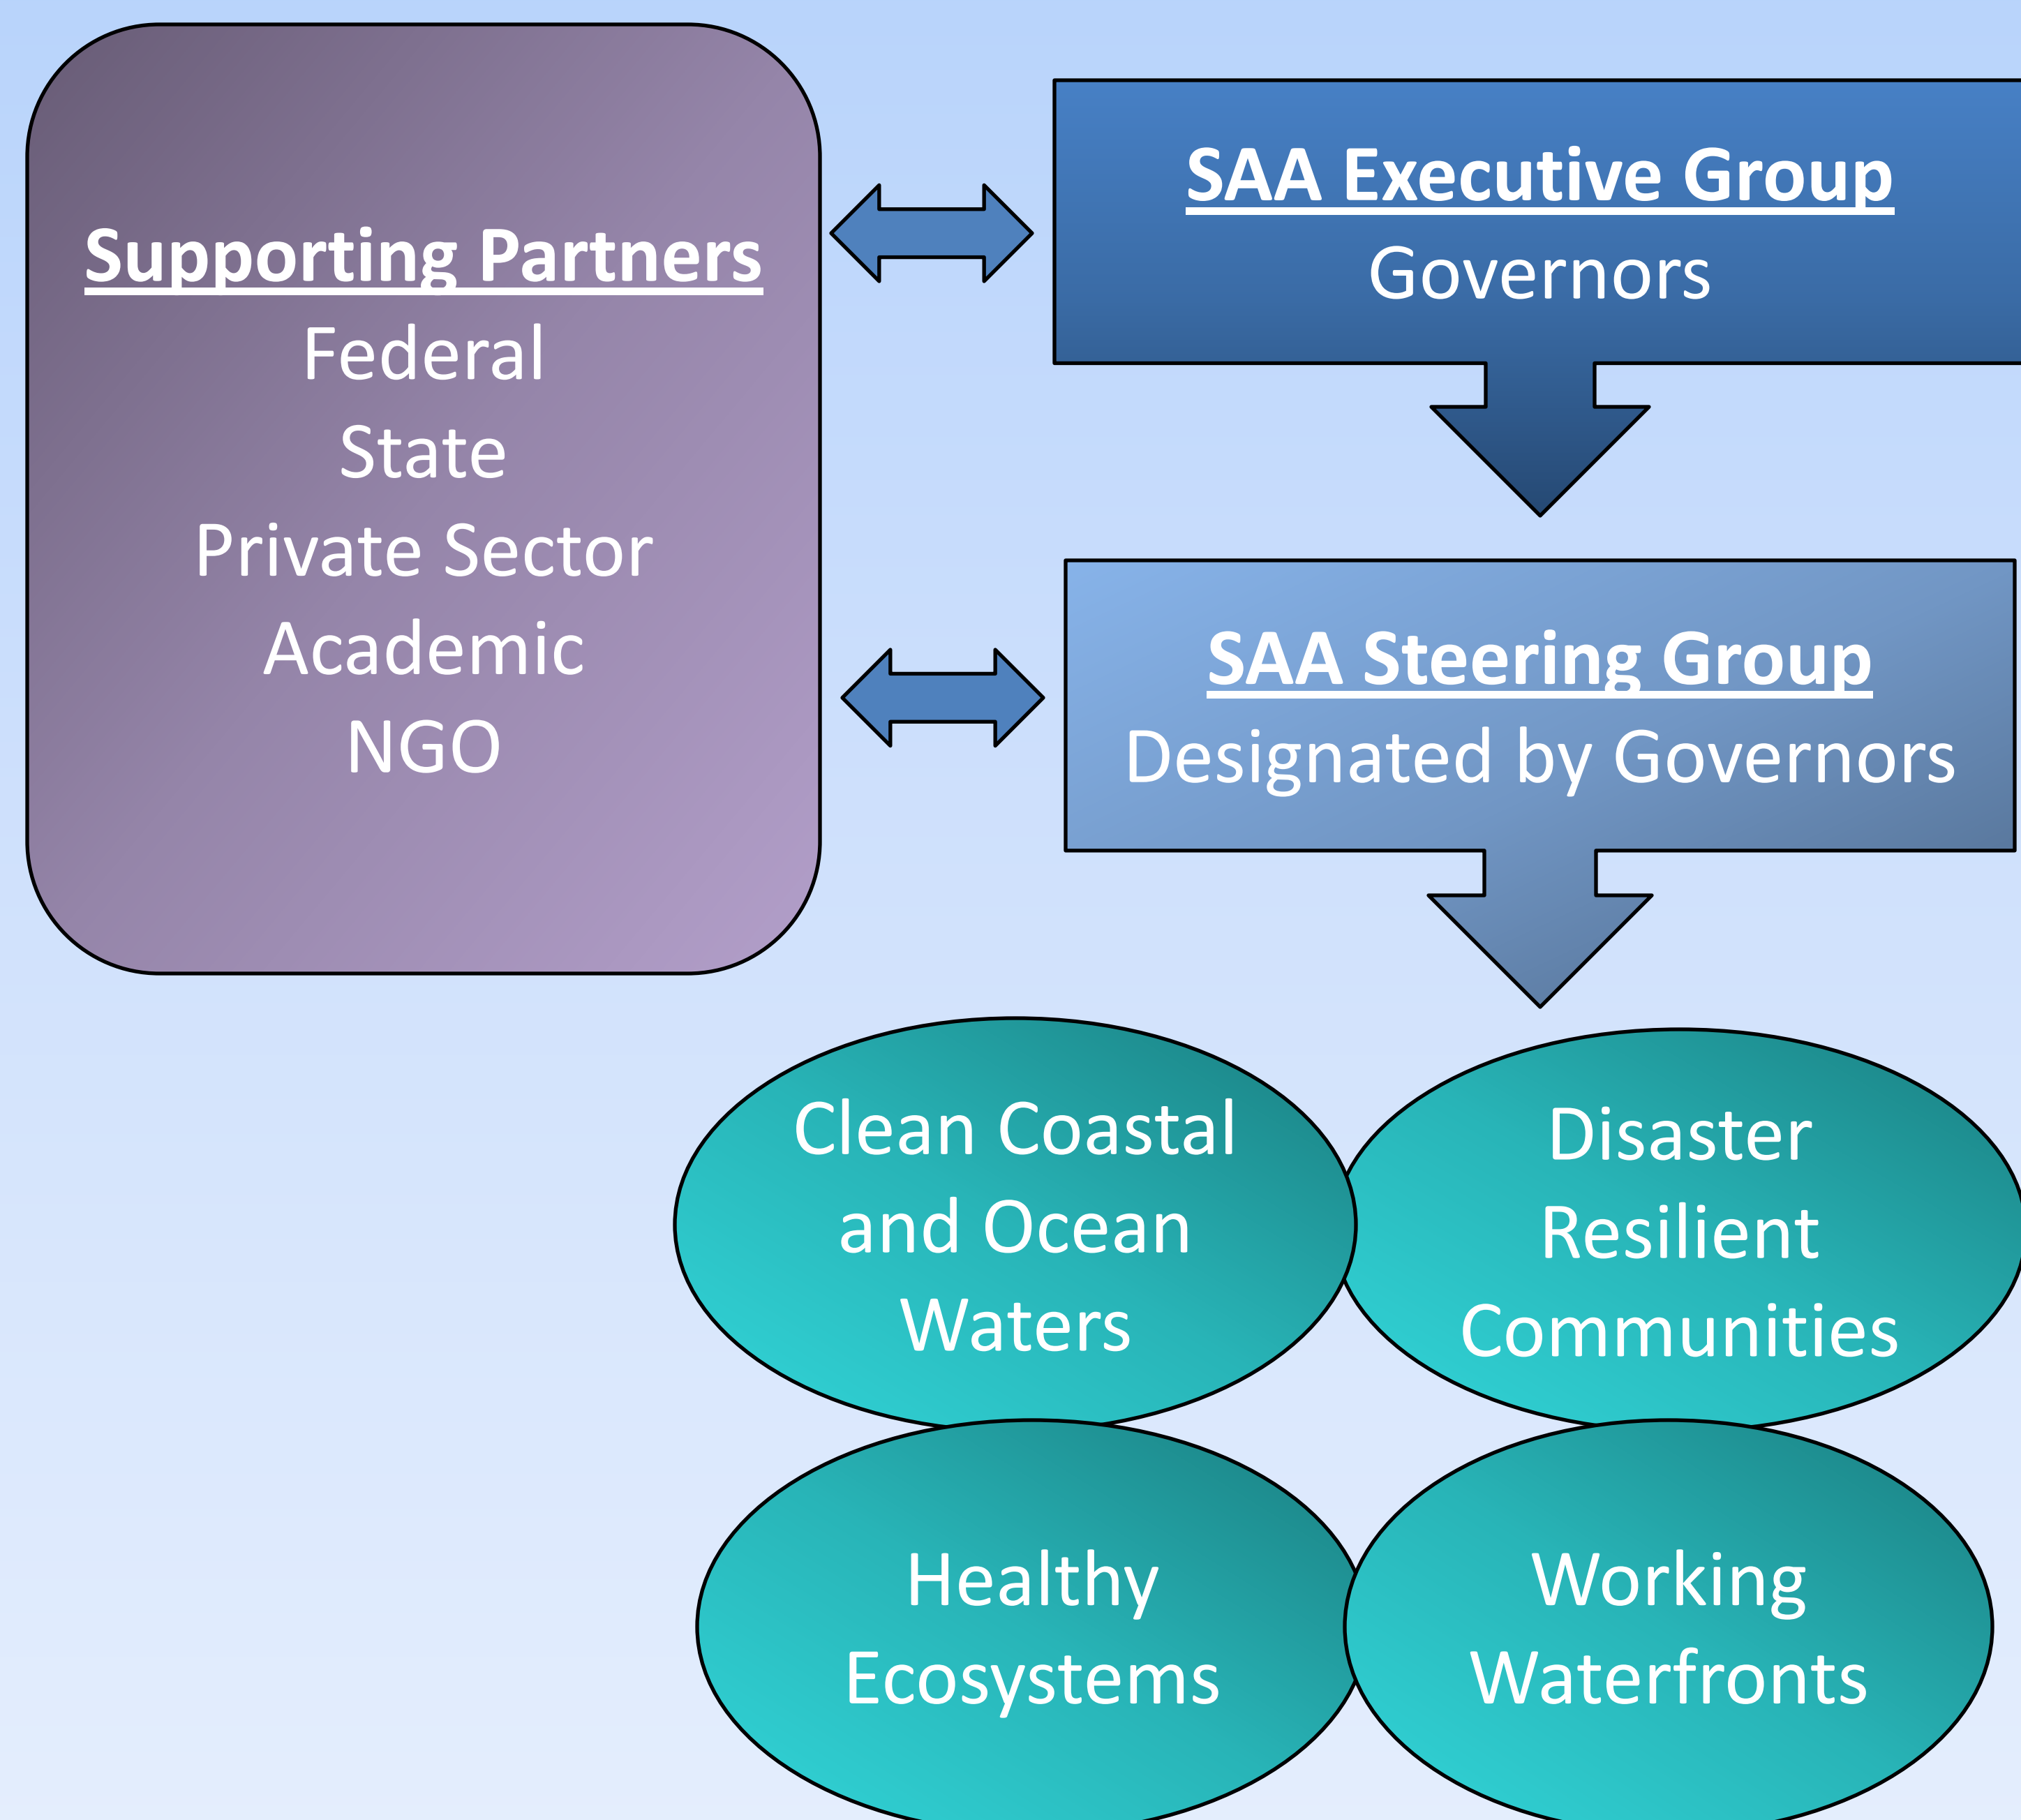 Supporting Partners
Federal
State
Private Sector
Academic
NGO
SAA Executive Group
Governors
SAA Steering Group
Designated by Governors
Clean Coastal
and Ocean
Waters
Disaster
Resilient
Communities
Healthy
Ecosystems
Working
Waterfronts